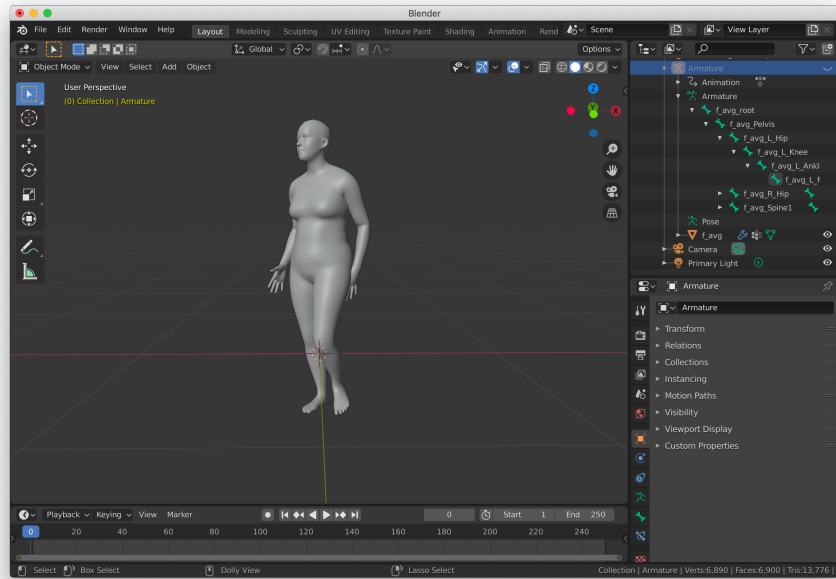 Blender
File Edit Render Window Help Layout Modeling Sculpting UV Editing Texture Paint Shading Animation Rend Scene View Layer
Global Options
Object Mode View Select Add Object
User Perspective
(0) Collection | Armature
Z
Y
X
Armature
Animation
Armature
f_avg_root
f_avg_Pelvis
f_avg_L_Hip
f_avg_L_Knee
f_avg_L_Ankl
f_avg_L_F
f_avg_R_Hip
f_avg_Spine1
Pose
f_avg
Camera
Primary Light
Armature
Armature
Transform
Relations
Collections
Instancing
Motion Paths
Visibility
Viewport Display
Custom Properties
Playback Keying View Marker 0 Start 1 End 250
0 20 40 60 80 100 120 140 160 180 200 220 240
Select Box Select Dolly View Lasso Select Collection | Armature | Verts:6,890 | Faces:6,900 | Tris:13,776 |